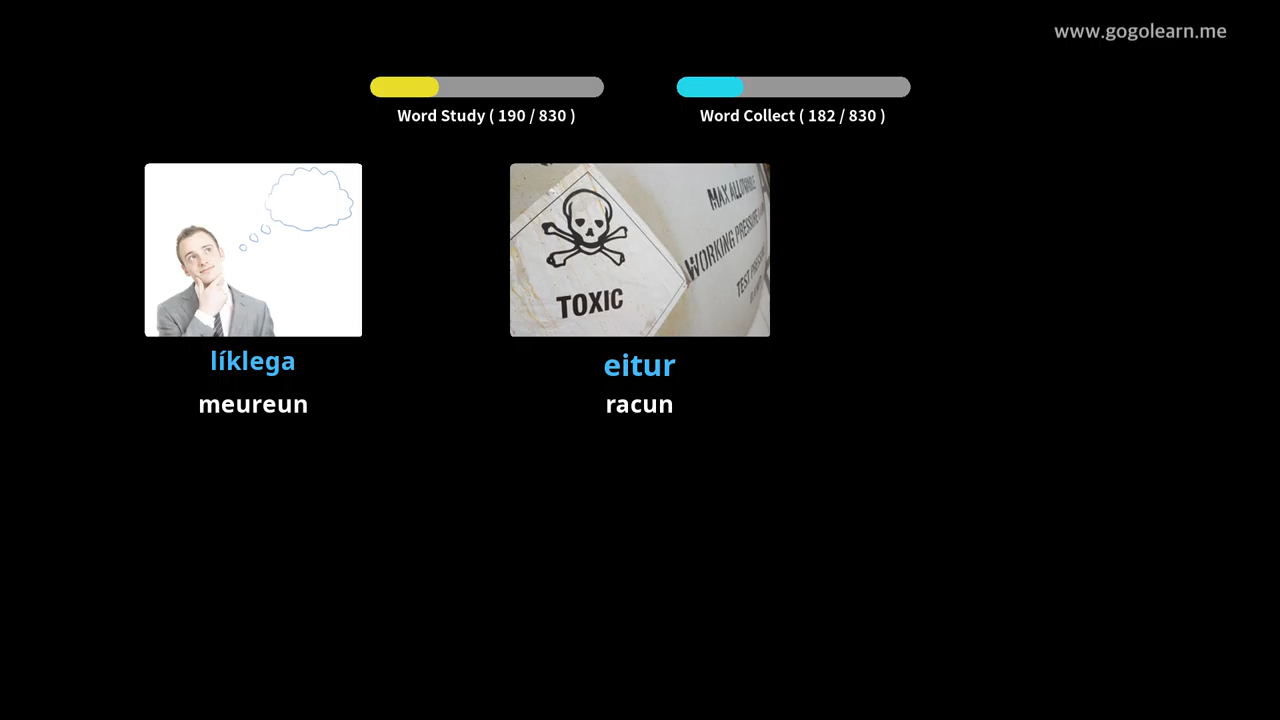 www.gogolearn.me
Word Study ( 190 / 830 )
Word Collect ( 182 / 830 )
MAX
WORKING PRESSURE
TEST
TOXIC
líklega
eitur
meureun
racun